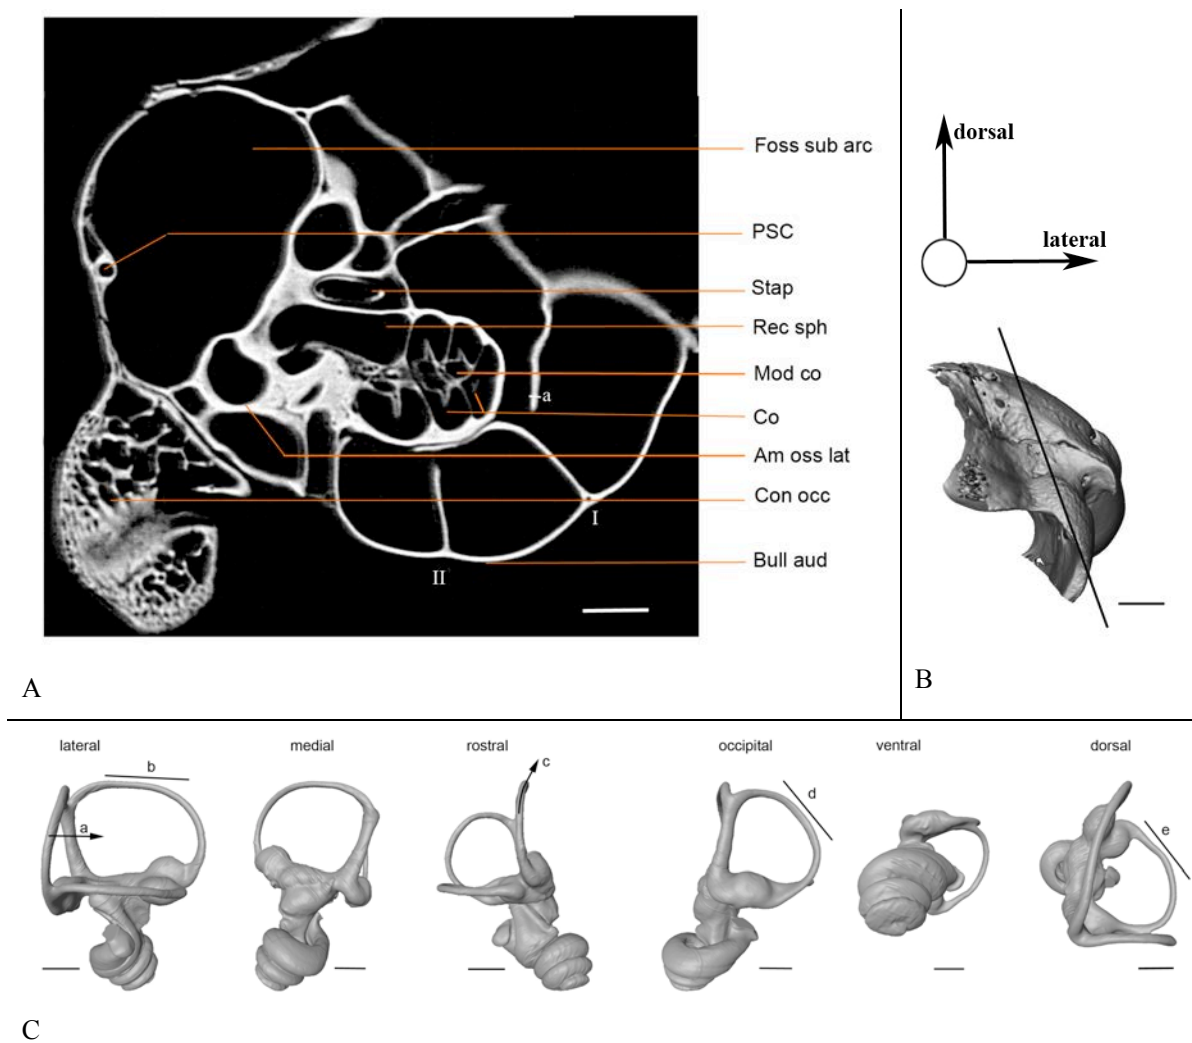 Foss sub arc
PSC
Stap
Rec sph
Mod co
a
Co
Am oss lat
Con occ
I
Bull aud
II
A
dorsal
lateral
B
lateral
medial
rostral
occipital
ventral
dorsal
b
c
d
a
e
C